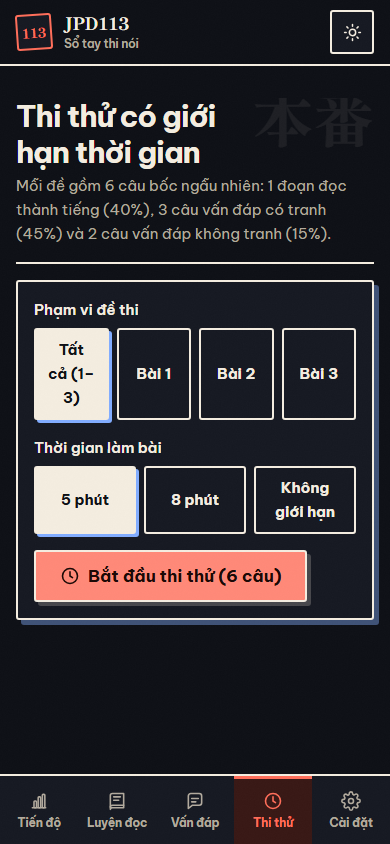 113
JPD113
Sổ tay thi nói
Thi thử có giới
hạn thời gian
本番
Mỗi đề gồm 6 câu bốc ngẫu nhiên: 1 đoạn đọc
thành tiếng (40%), 3 câu vấn đáp có tranh
(45%) và 2 câu vấn đáp không tranh (15%).
Phạm vi đề thi
Tất
cả (1–
3)
Bài 1
Bài 2
Bài 3
Thời gian làm bài
5 phút
8 phút
Không
giới hạn
Bắt đầu thi thử (6 câu)
Tiến độ
Luyện đọc
Vấn đáp
Thi thử
Cài đặt